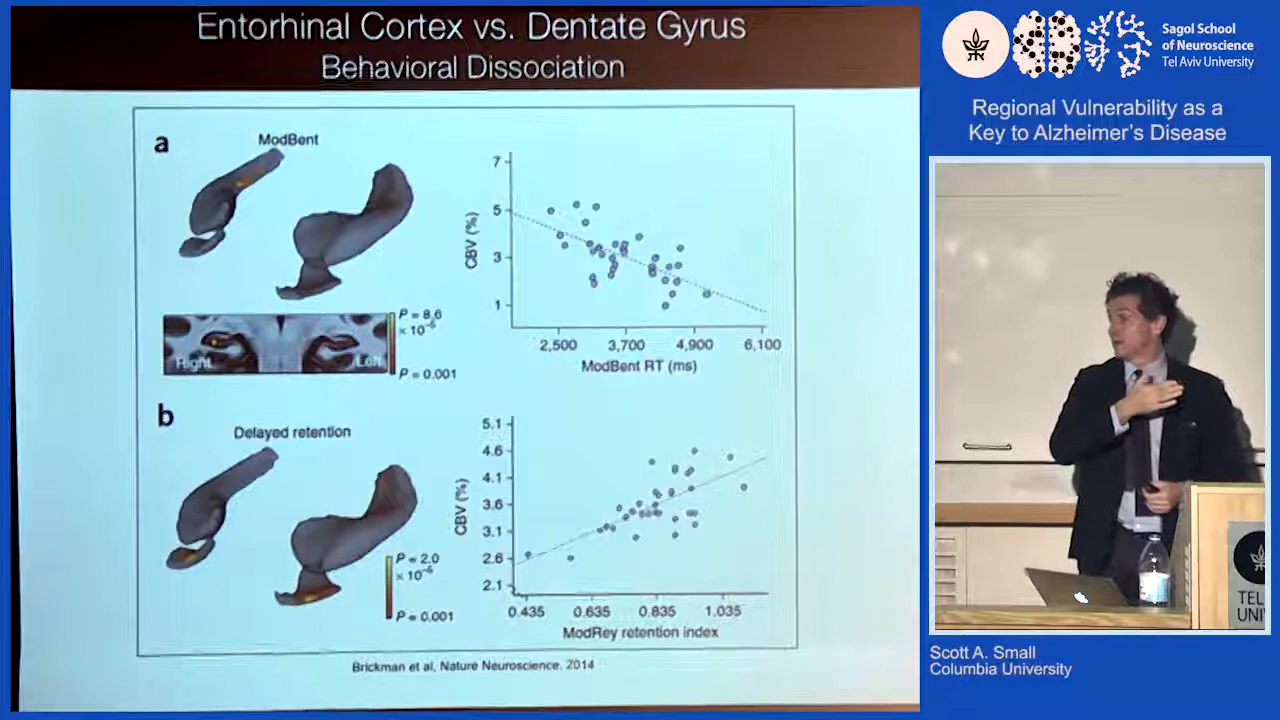 Entorhinal Cortex vs. Dentate Gyrus
Behavioral Dissociation
a
ModBent
P = 8.6
× 10⁻⁶
P = 0.001
Right
Left
CBV (%)
7
5
3
1
2,500 3,700 4,900 6,100
ModBent RT (ms)
b
Delayed retention
P = 2.0
× 10⁻⁶
P = 0.001
CBV (%)
5.1
4.6
4.1
3.6
3.1
2.6
2.1
0.435 0.635 0.835 1.035
ModRey retention index
Brickman et al, Nature Neuroscience, 2014
Sagol School
of Neuroscience
Tel Aviv University
Regional Vulnerability as a
Key to Alzheimer's Disease
TEL
UNI
Scott A. Small
Columbia University